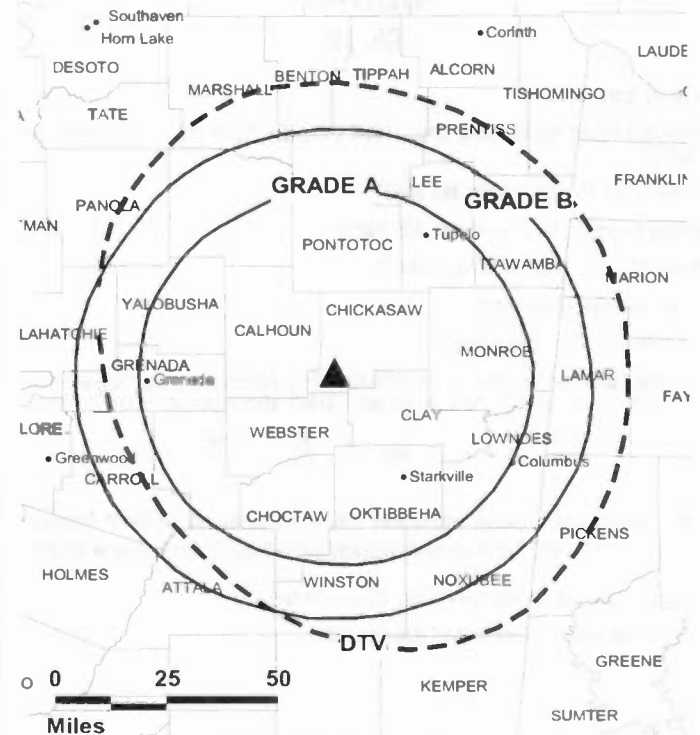 Southaven
Horn Lake
Corinth
LAUDE
DESOTO
ALCORN
BENTON TIPPAH
MARSHALL
TISHOMINGO
TATE
PRENTISS
GRADE A
LEE
FRANKLIN
GRADE B
PANOLA
Tupelo
PONTOTOC
ITAWAMBA
MARION
YALOBUSHA
CHICKASAW
CALHOUN
LAHATCHIE
MONROE
GRENADA
Grenada
LAMAR
FAY
CLAY
LORE
WEBSTER
LOWNDES
Greenwood
Columbus
CARROLL
Starkville
CHOCTAW
OKTIBBEHA
PICKENS
HOLMES
ATTALA
WINSTON
NOXUBEE
DTV
GREENE
0 25 50
KEMPER
Miles
SUMTER